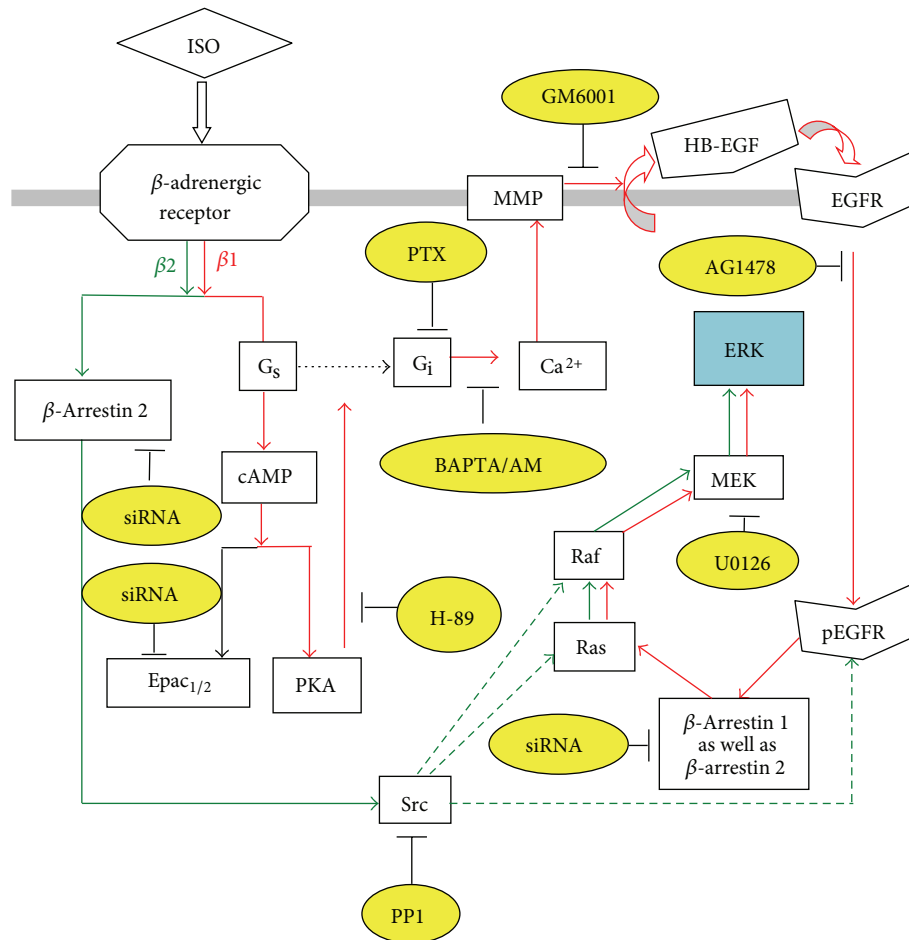 ISO
GM6001
HB-EGF
β-adrenergic
receptor
MMP
EGFR
β2
β1
PTX
AG1478
ERK
Gs
Gi
Ca2+
β-Arrestin 2
BAPTA/AM
cAMP
MEK
siRNA
Raf
U0126
siRNA
H-89
pEGFR
Ras
Epac1/2
PKA
β-Arrestin 1
as well as
β-arrestin 2
siRNA
Src
PP1